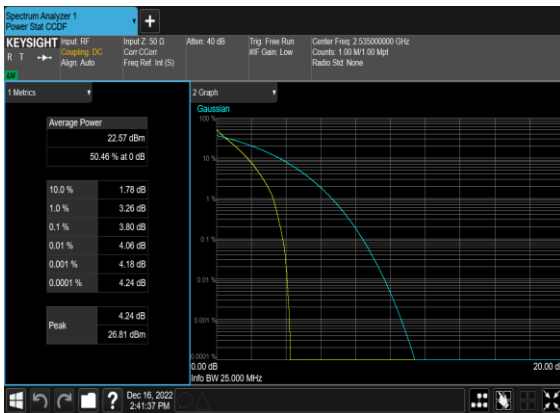 Spectrum Analyzer 1
Power Stat CCDF
+
KEYSIGHT
R T
LV
Input: RF
Coupling: DC
Align: Auto
Input Z: 50 Ω
Corr CCorr
Freq Ref: Int (S)
Atten: 40 dB
Trig: Free Run
#IF Gain: Low
Center Freq: 2.535000000 GHz
Counts: 1.00 M/1.00 Mpt
Radio Std: None
1 Metrics
Average Power
22.57 dBm
50.46 % at 0 dB
10.0 % 1.78 dB
1.0 % 3.26 dB
0.1 % 3.80 dB
0.01 % 4.06 dB
0.001 % 4.18 dB
0.0001 % 4.24 dB
Peak
4.24 dB
26.81 dBm
2 Graph
Gaussian
100 %
10 %
1 %
0.1 %
0.01 %
0.001 %
0.0001 %
0.00 dB
20.00 d
Info BW 25.000 MHz
?
Dec 16, 2022
2:41:37 PM